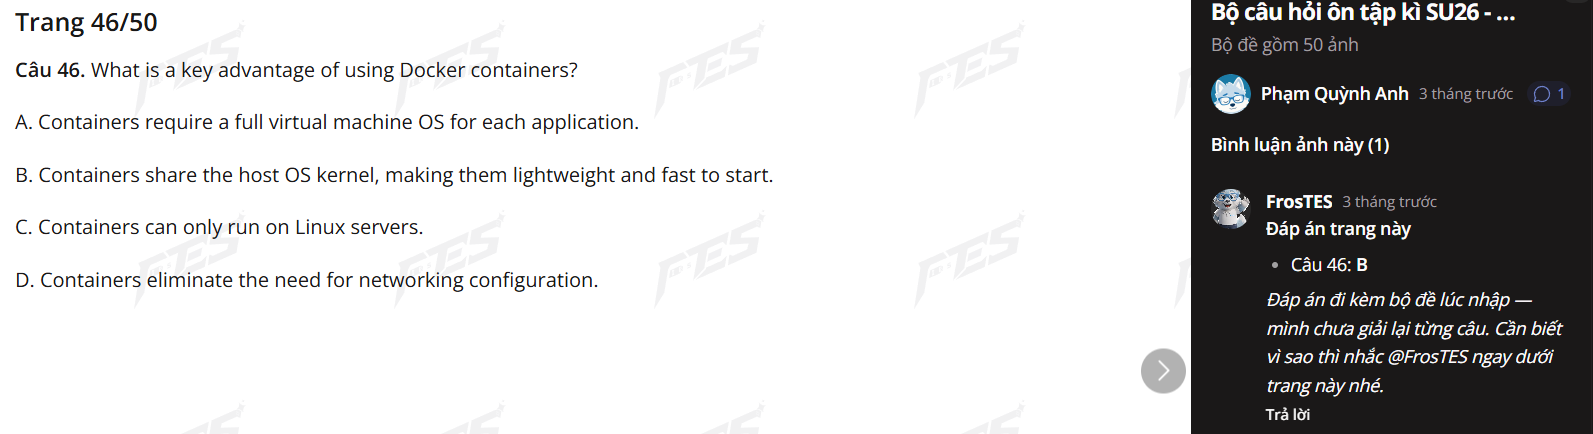 Trang 46/50
Câu 46. What is a key advantage of using Docker containers?
A. Containers require a full virtual machine OS for each application.
B. Containers share the host OS kernel, making them lightweight and fast to start.
C. Containers can only run on Linux servers.
D. Containers eliminate the need for networking configuration.
Bộ câu hỏi ôn tập kì SU26 - ...
Bộ đề gồm 50 ảnh
Phạm Quỳnh Anh 3 tháng trước 1
Bình luận ảnh này (1)
FrosTES 3 tháng trước
Đáp án trang này
• Câu 46: B
Đáp án đi kèm bộ đề lúc nhập —
mình chưa giải lại từng câu. Cần biết
vì sao thì nhắc @FrosTES ngay dưới
trang này nhé.
Trả lời